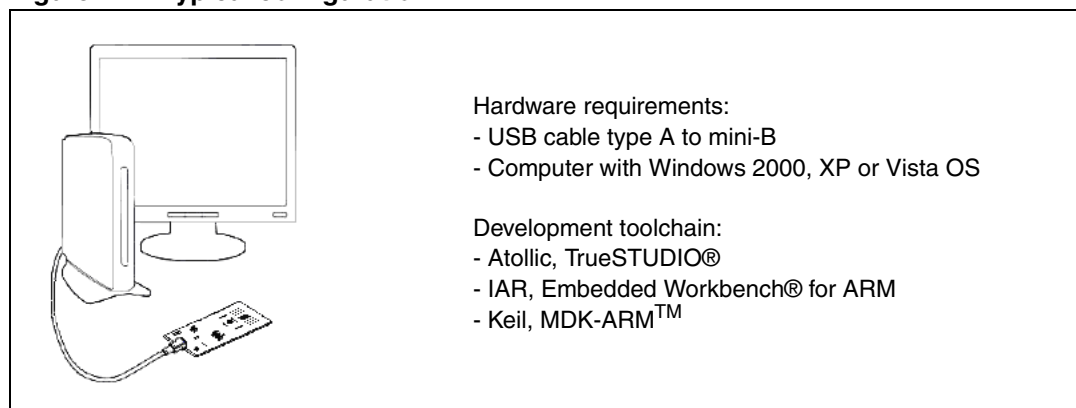 Hardware requirements:
- USB cable type A to mini-B
- Computer with Windows 2000, XP or Vista OS
Development toolchain:
- Atollic, TrueSTUDIO®
- IAR, Embedded Workbench® for ARM
- Keil, MDK-ARM™